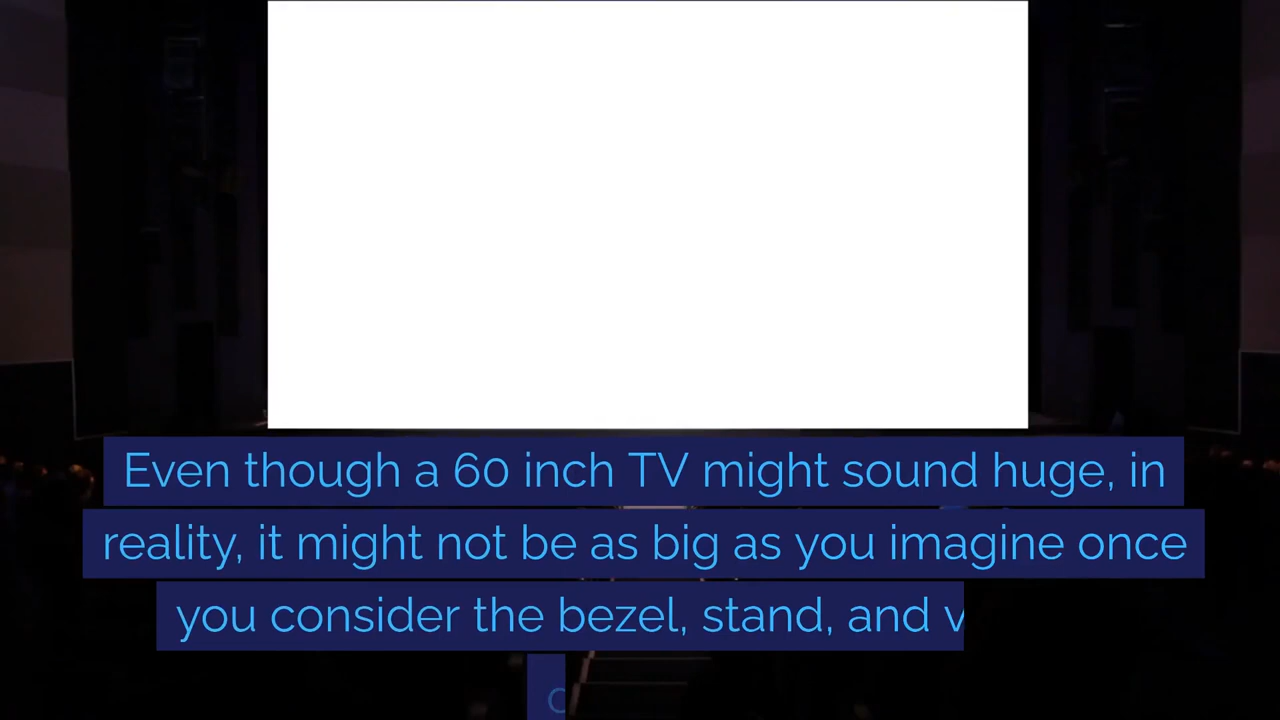 Even though a 60 inch TV might sound huge, in
reality, it might not be as big as you imagine once
you consider the bezel, stand, and